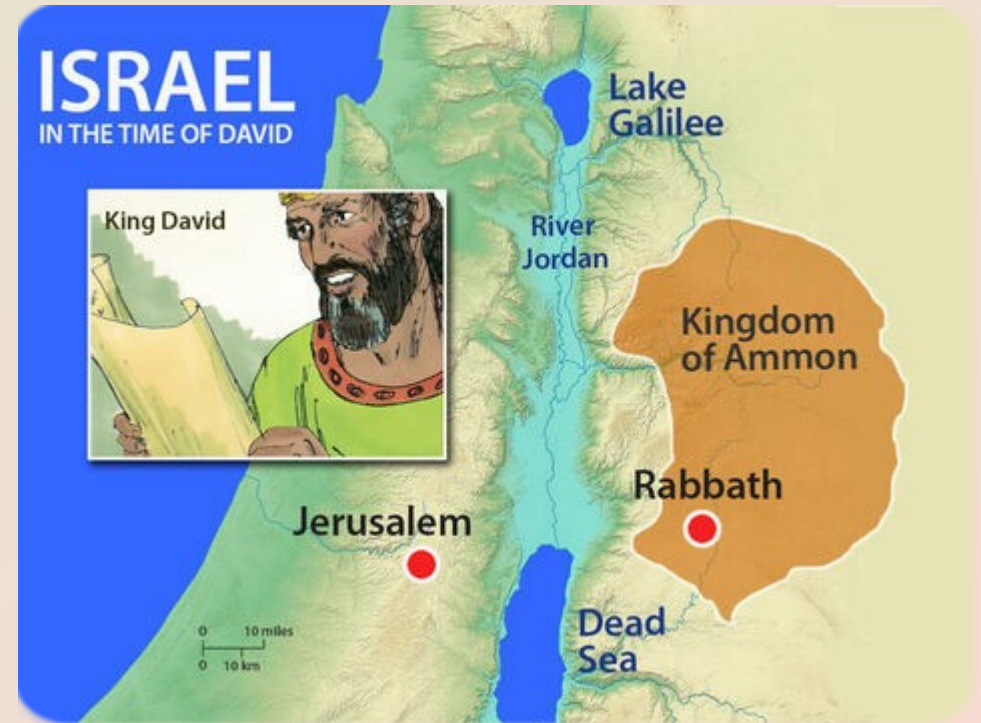 ISRAEL
IN THE TIME OF DAVID
King David
Lake
Galilee
River
Jordan
Kingdom
of Ammon
Rabbath
Jerusalem
Dead
Sea
0 10 miles
0 10 km